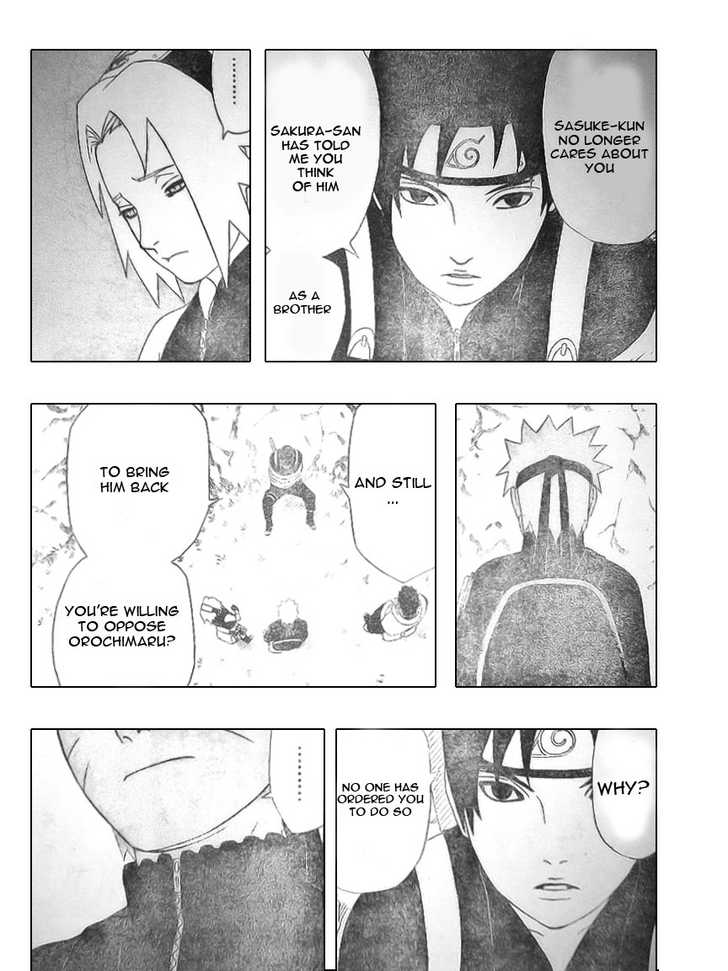 SASUKE-KUN
NO LONGER
CARES ABOUT
YOU
SAKURA-SAN
HAS TOLD
ME YOU
THINK
OF HIM
AS A
BROTHER
.........
AND STILL
...
TO BRING
HIM BACK
YOU'RE WILLING
TO OPPOSE
OROCHIMARU?
WHY?
NO ONE HAS
ORDERED YOU
TO DO SO
.........